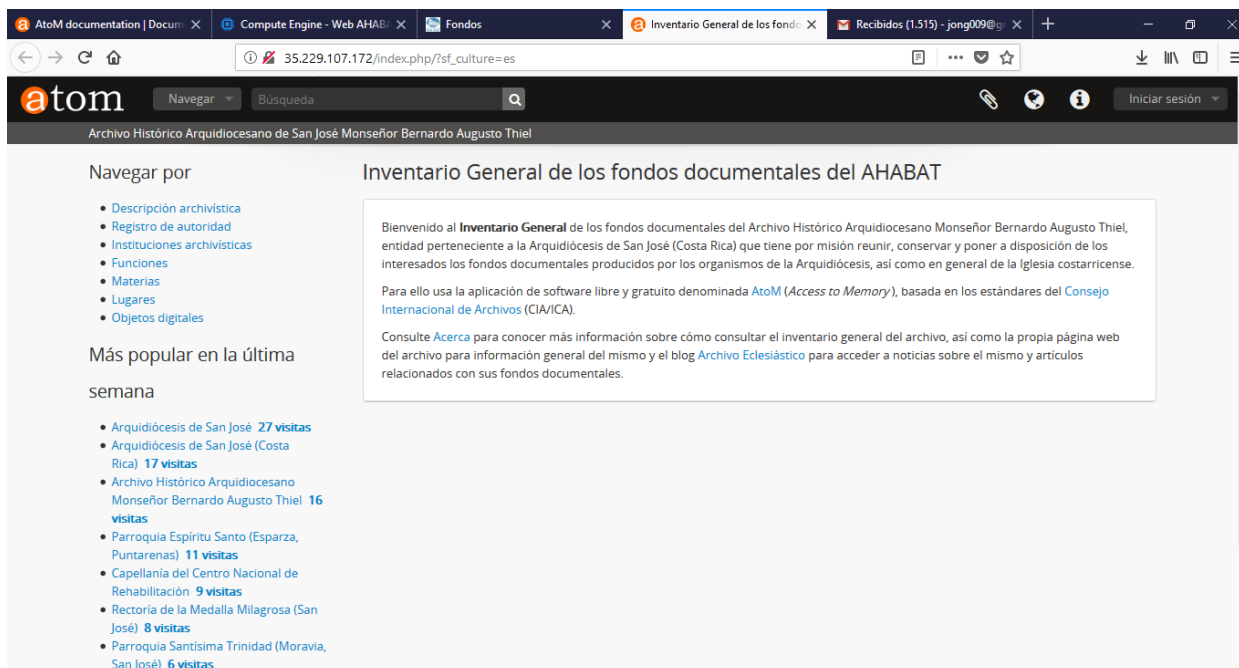 AtoM documentation | Docum
Compute Engine - Web AHAB
Fondos
Inventario General de los fondo
Recibidos (1.515) - jong009@g
35.229.107.172/index.php/?sf_culture=es
atom
Navegar
Búsqueda
Iniciar sesión
Archivo Histórico Arquidiocesano de San José Monseñor Bernardo Augusto Thiel
Navegar por
Descripción archivística
Registro de autoridad
Instituciones archivísticas
Funciones
Materias
Lugares
Objetos digitales
Más popular en la última
semana
Arquidiócesis de San José 27 visitas
Arquidiócesis de San José (Costa
Rica) 17 visitas
Archivo Histórico Arquidiocesano
Monseñor Bernardo Augusto Thiel 16
visitas
Parroquia Espíritu Santo (Esparza,
Puntarenas) 11 visitas
Capellanía del Centro Nacional de
Rehabilitación 9 visitas
Rectoría de la Medalla Milagrosa (San
José) 8 visitas
Parroquia Santísima Trinidad (Moravia,
San José) 6 visitas
Inventario General de los fondos documentales del AHABAT
Bienvenido al Inventario General de los fondos documentales del Archivo Histórico Arquidiocesano Monseñor Bernardo Augusto Thiel,
entidad perteneciente a la Arquidiócesis de San José (Costa Rica) que tiene por misión reunir, conservar y poner a disposición de los
interesados los fondos documentales producidos por los organismos de la Arquidiócesis, así como en general de la Iglesia costarricense.
Para ello usa la aplicación de software libre y gratuito denominada AtoM (Access to Memory), basada en los estándares del Consejo
Internacional de Archivos (CIA/ICA).
Consulte Acerca para conocer más información sobre cómo consultar el inventario general del archivo, así como la propia página web
del archivo para información general del mismo y el blog Archivo Eclesiástico para acceder a noticias sobre el mismo y artículos
relacionados con sus fondos documentales.